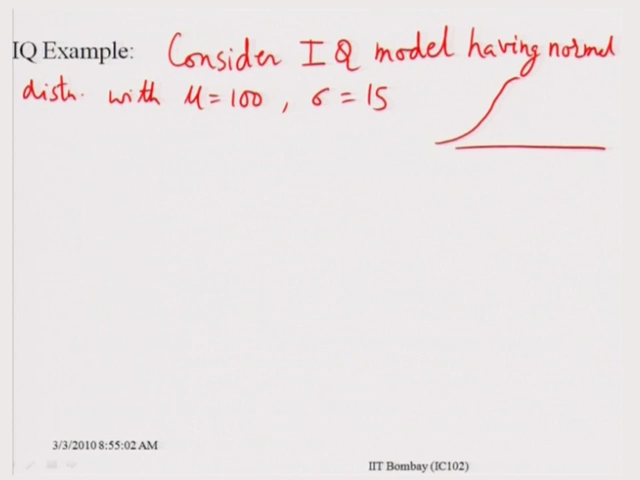 IQ Example: Consider IQ model having normal
distn. with μ = 100, σ = 15
3/3/2010 8:55:02 AM
IIT Bombay (IC102)